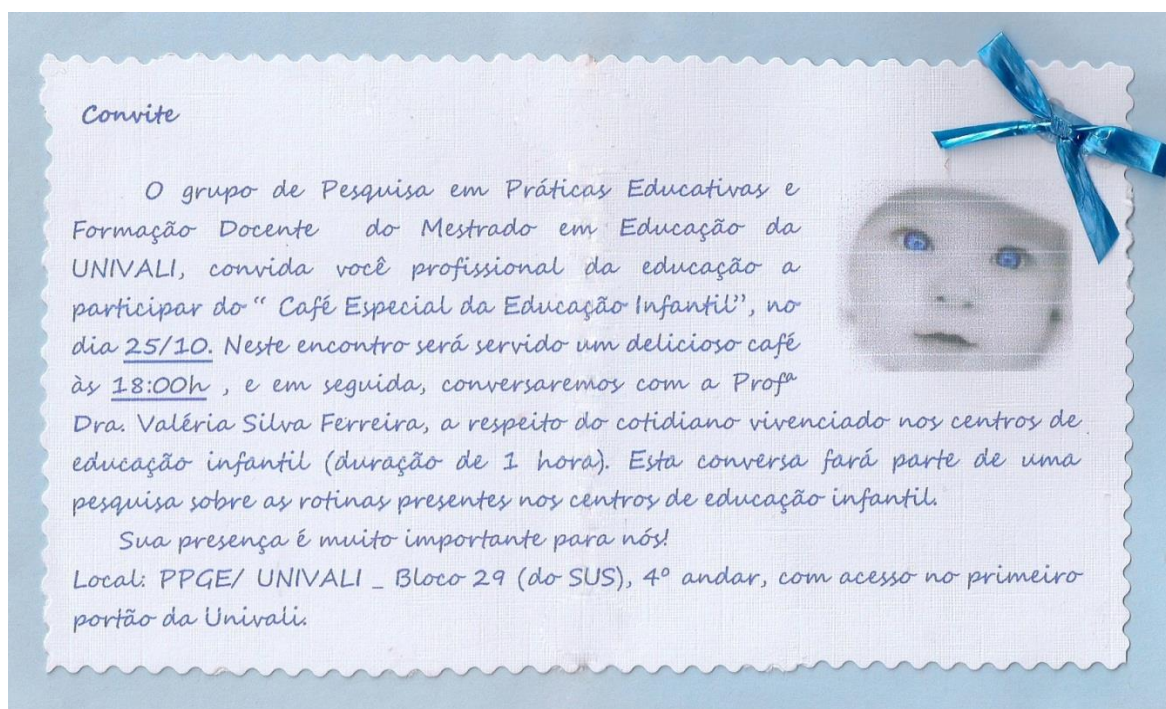 Convite
O grupo de Pesquisa em Práticas Educativas e
Formação Docente do Mestrado em Educação da
UNIVALI, convida você profissional da educação a
participar do “ Café Especial da Educação Infantil”, no
dia 25/10. Neste encontro será servido um delicioso café
às 18:00h , e em seguida, conversaremos com a Profª
Dra. Valéria Silva Ferreira, a respeito do cotidiano vivenciado nos centros de
educação infantil (duração de 1 hora). Esta conversa fará parte de uma
pesquisa sobre as rotinas presentes nos centros de educação infantil.
Sua presença é muito importante para nós!
Local: PPGE/ UNIVALI _ Bloco 29 (do SUS), 4º andar, com acesso no primeiro
portão da Univali.